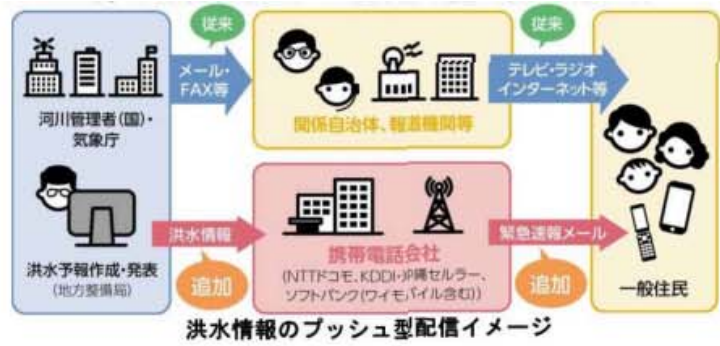 従来
従来
メール・
FAX等
テレビ・ラジオ
インターネット等
河川管理者(国)・
気象庁
関係自治体、報道機関等
洪水予報作成・発表
(地方整備局)
洪水情報
追加
携帯電話会社
(NTTドコモ、KDDI・沖縄セルラー、
ソフトバンク(ワイモバイル含む))
緊急速報メール
追加
一般住民
洪水情報のプッシュ型配信イメージ